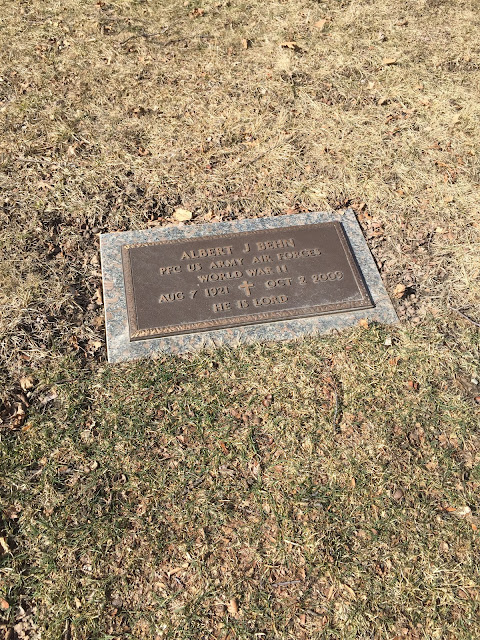 ALBERT J BEHN
PFC US ARMY AIR FORCES
WORLD WAR II
AUG 7 1921 OCT 2 2009
HE IS LORD